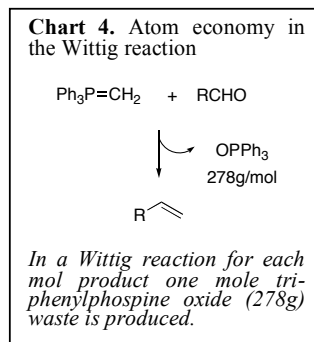 Chart 4. Atom economy in
the Wittig reaction
Ph₃P=CH₂ + RCHO
OPPh₃
278g/mol
R
In a Wittig reaction for each
mol product one mole tri-
phenylphospine oxide (278g)
waste is produced.